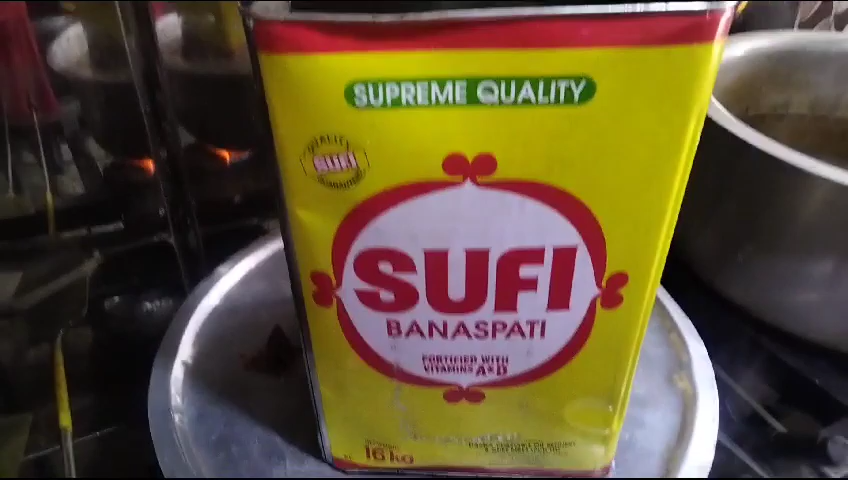 SUPREME QUALITY
SUFI
SUFI
BANASPATI
FORTIFIED WITH
VITAMINS A & D
16 kg